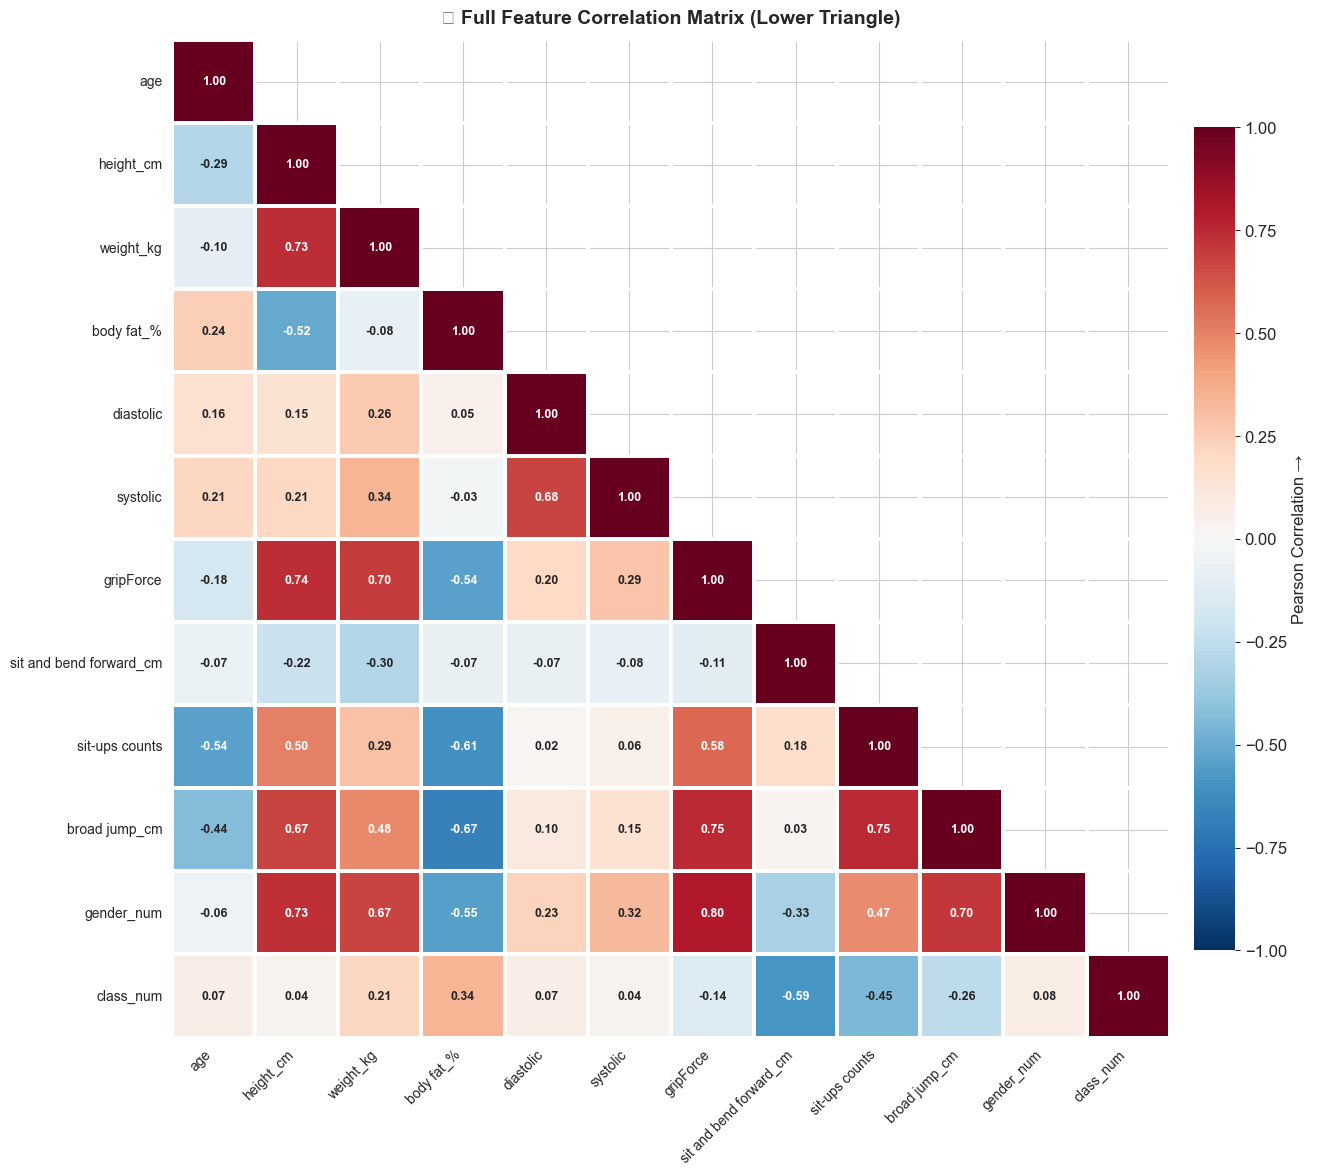 Full Feature Correlation Matrix (Lower Triangle)
age 1.00
height_cm -0.29 1.00
weight_kg -0.10 0.73 1.00
body fat_% 0.24 -0.52 -0.08 1.00
diastolic 0.16 0.15 0.26 0.05 1.00
systolic 0.21 0.21 0.34 -0.03 0.68 1.00
gripForce -0.18 0.74 0.70 -0.54 0.20 0.29 1.00
sit and bend forward_cm -0.07 -0.22 -0.30 -0.07 -0.07 -0.08 -0.11 1.00
sit-ups counts -0.54 0.50 0.29 -0.61 0.02 0.06 0.58 0.18 1.00
broad jump_cm -0.44 0.67 0.48 -0.67 0.10 0.15 0.75 0.03 0.75 1.00
gender_num -0.06 0.73 0.67 -0.55 0.23 0.32 0.80 -0.33 0.47 0.70 1.00
class_num 0.07 0.04 0.21 0.34 0.07 0.04 -0.14 -0.59 -0.45 -0.26 0.08 1.00
age
height_cm
weight_kg
body fat_%
diastolic
systolic
gripForce
sit and bend forward_cm
sit-ups counts
broad jump_cm
gender_num
class_num
1.00
0.75
0.50
0.25
0.00
−0.25
−0.50
−0.75
−1.00
Pearson Correlation →